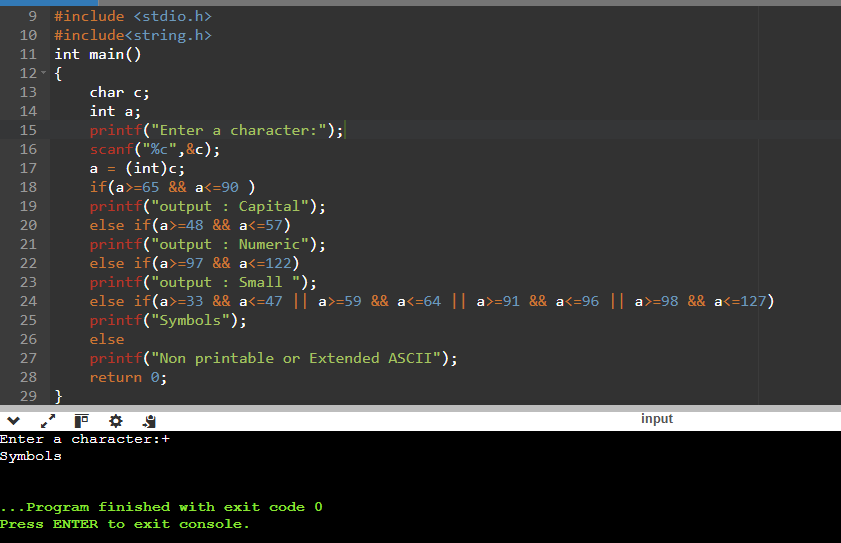 9 #include <stdio.h>
10 #include<string.h>
11 int main()
12 {
13 char c;
14 int a;
15 printf("Enter a character:");
16 scanf("%c",&c);
17 a = (int)c;
18 if(a>=65 && a<=90 )
19 printf("output : Capital");
20 else if(a>=48 && a<=57)
21 printf("output : Numeric");
22 else if(a>=97 && a<=122)
23 printf("output : Small ");
24 else if(a>=33 && a<=47 || a>=59 && a<=64 || a>=91 && a<=96 || a>=98 && a<=127)
25 printf("Symbols");
26 else
27 printf("Non printable or Extended ASCII");
28 return 0;
29 }
input
Enter a character:+
Symbols
...Program finished with exit code 0
Press ENTER to exit console.